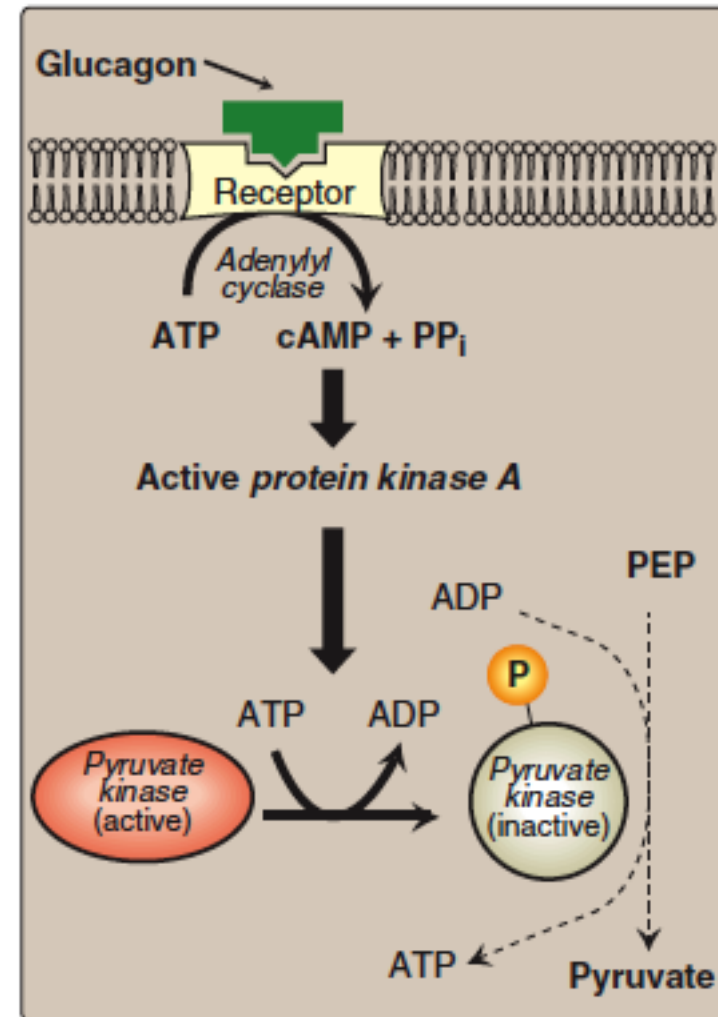 Glucagon
Receptor
Adenylyl
cyclase
ATP cAMP + PPi
Active protein kinase A
PEP
ADP
P
ATP ADP
Pyruvate
kinase
(active)
Pyruvate
kinase
(inactive)
ATP
Pyruvate